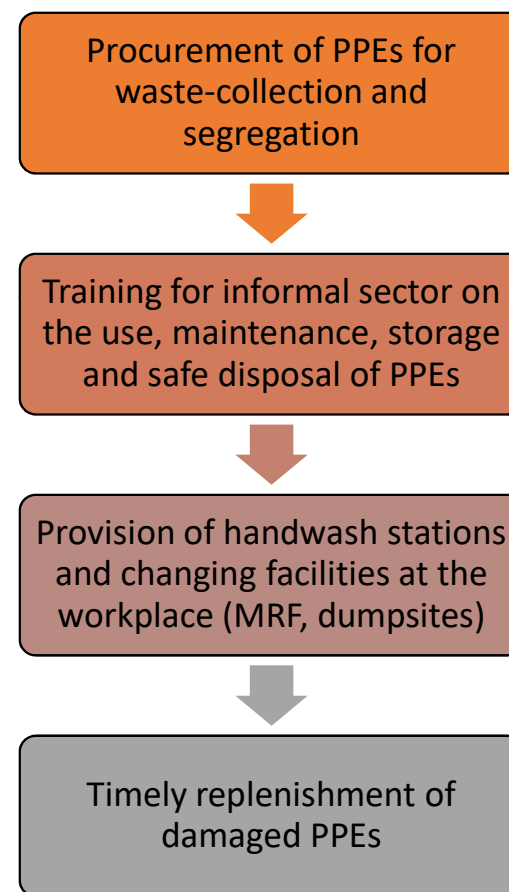 Procurement of PPEs for
waste-collection and
segregation
Training for informal sector on
the use, maintenance, storage
and safe disposal of PPEs
Provision of handwash stations
and changing facilities at the
workplace (MRF, dumpsites)
Timely replenishment of
damaged PPEs